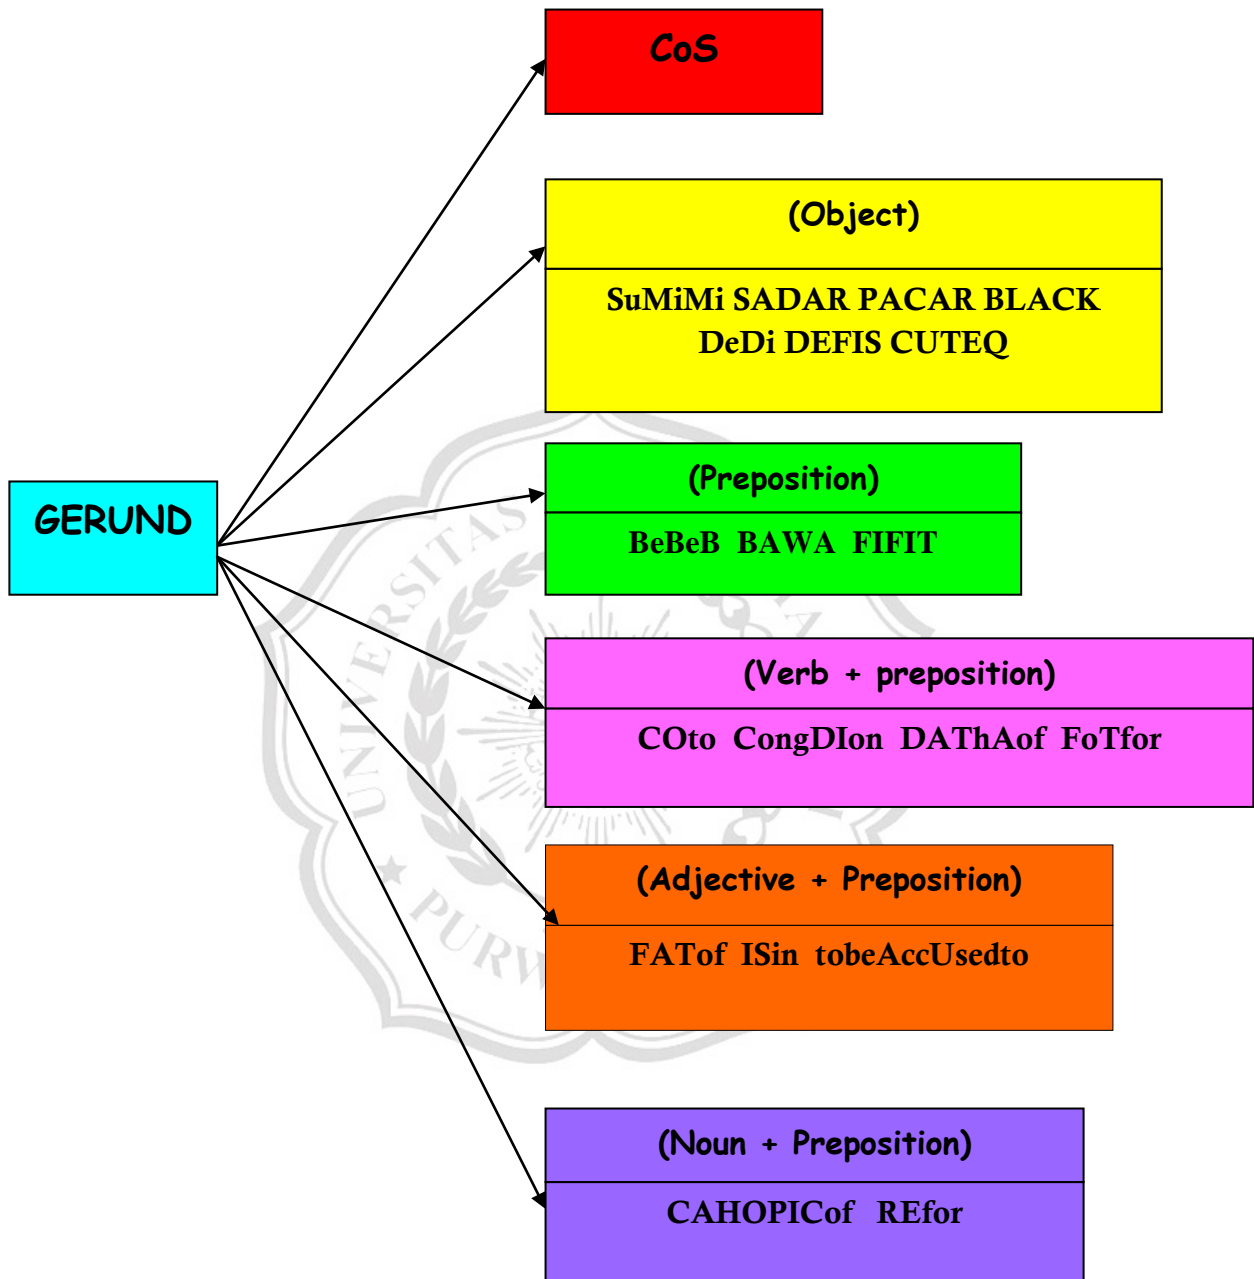 CoS
(Object)
SuMiMi SADAR PACAR BLACK
DeDi DEFIS CUTEQ
(Preposition)
BeBeB BAWA FIFIT
GERUND
(Verb + preposition)
COto CongDIon DAThAof FoTfor
(Adjective + Preposition)
FATof ISin tobeAccUsedto
(Noun + Preposition)
CAHOPICof REfor